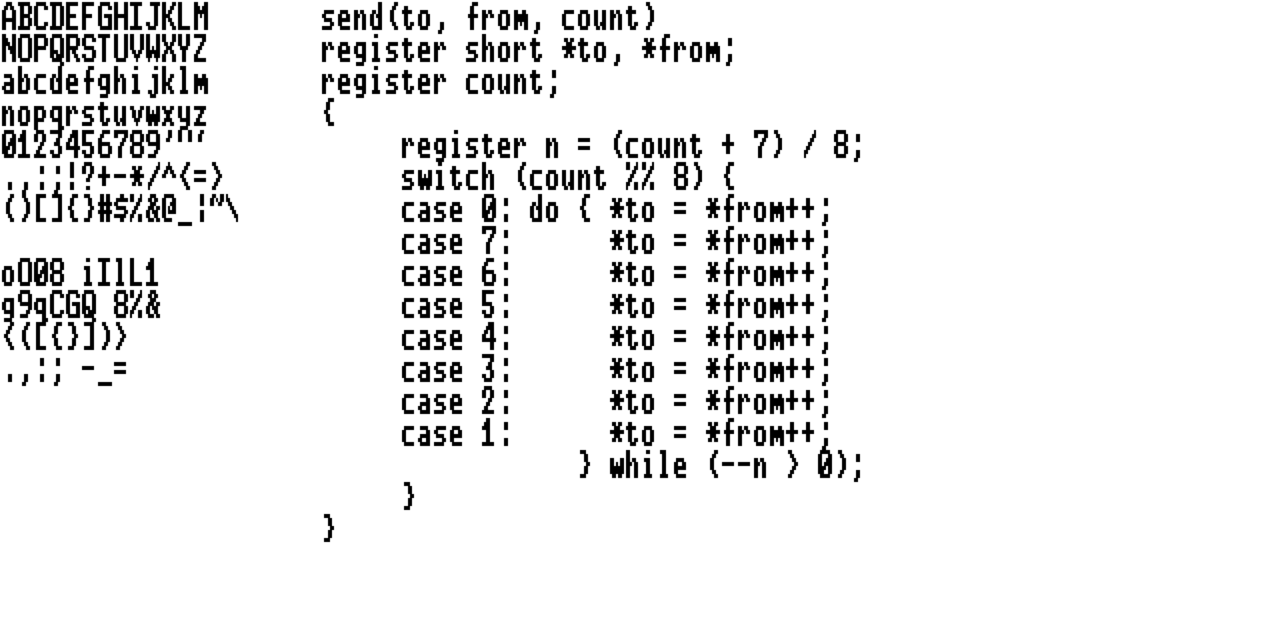 ABCDEFGHIJKLM
NOPQRSTUVWXYZ
abcdefghijklm
nopqrstuvwxyz
0123456789'"‘
.,:;!?+-*/^<=>
()[]{}#$%&@_¦"\
oO08 iIlL1
g9qCGQ 8%&
<([{}])>
.,:; -_=
send(to, from, count)
register short *to, *from;
register count;
{
register n = (count + 7) / 8;
switch (count %% 8) {
case 0: do { *to = *from++;
case 7: *to = *from++;
case 6: *to = *from++;
case 5: *to = *from++;
case 4: *to = *from++;
case 3: *to = *from++;
case 2: *to = *from++;
case 1: *to = *from++;
} while (--n > 0);
}
}